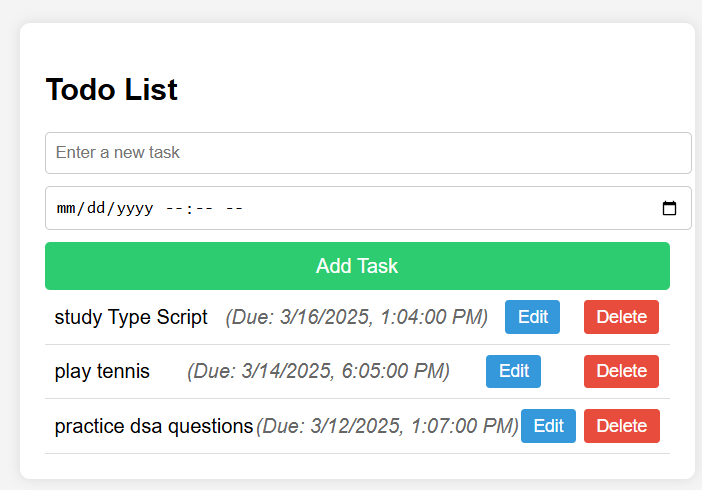 Todo List
Enter a new task
mm/dd/yyyy --:-- --
Add Task
study Type Script (Due: 3/16/2025, 1:04:00 PM) Edit Delete
play tennis (Due: 3/14/2025, 6:05:00 PM) Edit Delete
practice dsa questions (Due: 3/12/2025, 1:07:00 PM) Edit Delete